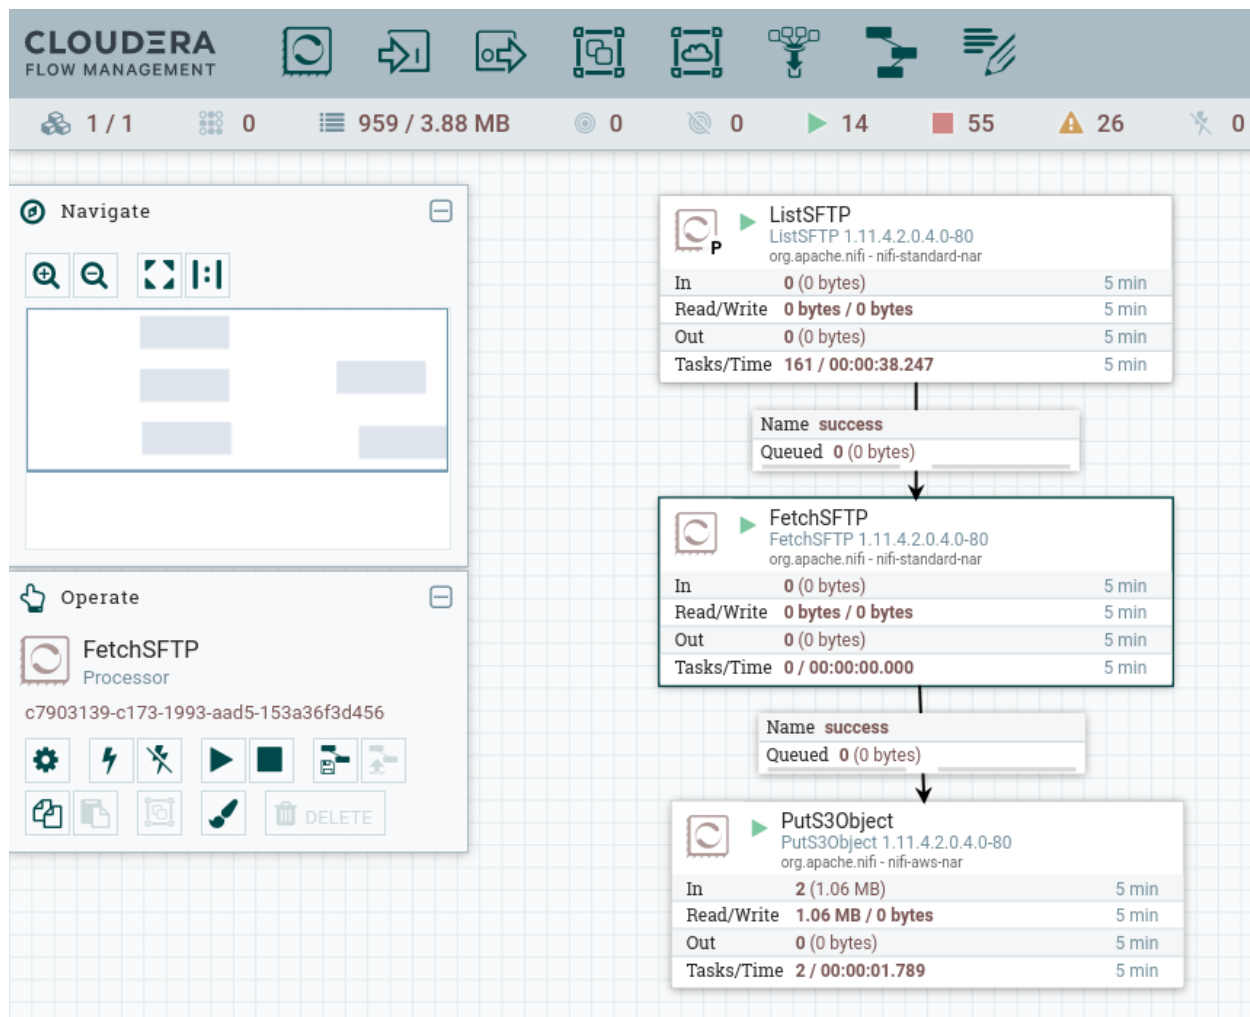 CLOUDERA
FLOW MANAGEMENT
1 / 1 0 959 / 3.88 MB 0 0 14 55 26 0
Navigate
Operate
FetchSFTP
Processor
c7903139-c173-1993-aad5-153a36f3d456
DELETE
ListSFTP
ListSFTP 1.11.4.2.0.4.0-80
org.apache.nifi - nifi-standard-nar
P
In 0 (0 bytes) 5 min
Read/Write 0 bytes / 0 bytes 5 min
Out 0 (0 bytes) 5 min
Tasks/Time 161 / 00:00:38.247 5 min
Name success
Queued 0 (0 bytes)
FetchSFTP
FetchSFTP 1.11.4.2.0.4.0-80
org.apache.nifi - nifi-standard-nar
In 0 (0 bytes) 5 min
Read/Write 0 bytes / 0 bytes 5 min
Out 0 (0 bytes) 5 min
Tasks/Time 0 / 00:00:00.000 5 min
Name success
Queued 0 (0 bytes)
PutS3Object
PutS3Object 1.11.4.2.0.4.0-80
org.apache.nifi - nifi-aws-nar
In 2 (1.06 MB) 5 min
Read/Write 1.06 MB / 0 bytes 5 min
Out 0 (0 bytes) 5 min
Tasks/Time 2 / 00:00:01.789 5 min